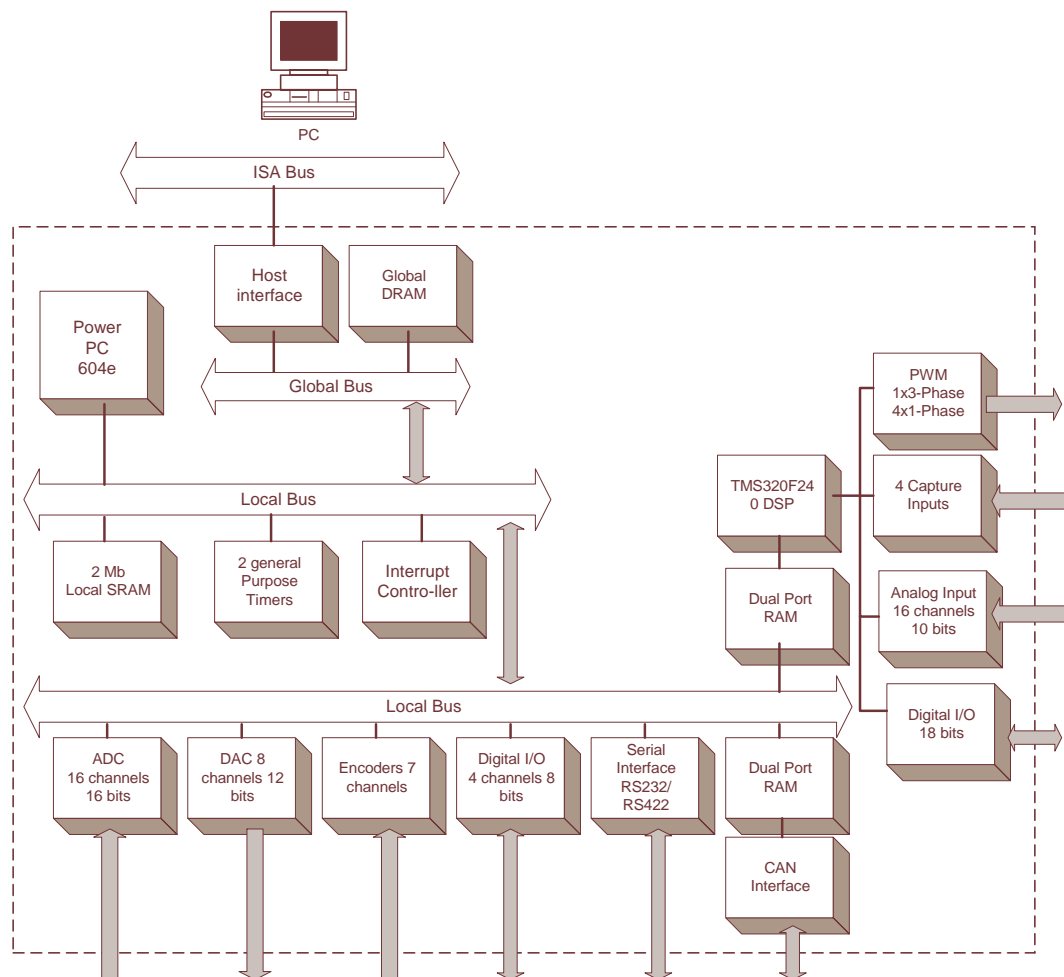 PC
ISA Bus
Host
interface
Global
DRAM
Power
PC
604e
Global Bus
PWM
1x3-Phase
4x1-Phase
Local Bus
TMS320F24
0 DSP
4 Capture
Inputs
2 Mb
Local SRAM
2 general
Purpose
Timers
Interrupt
Contro-ller
Dual Port
RAM
Analog Input
16 channels
10 bits
Local Bus
Digital I/O
18 bits
ADC
16 channels
16 bits
DAC 8
channels 12
bits
Encoders 7
channels
Digital I/O
4 channels 8
bits
Serial
Interface
RS232/
RS422
Dual Port
RAM
CAN
Interface